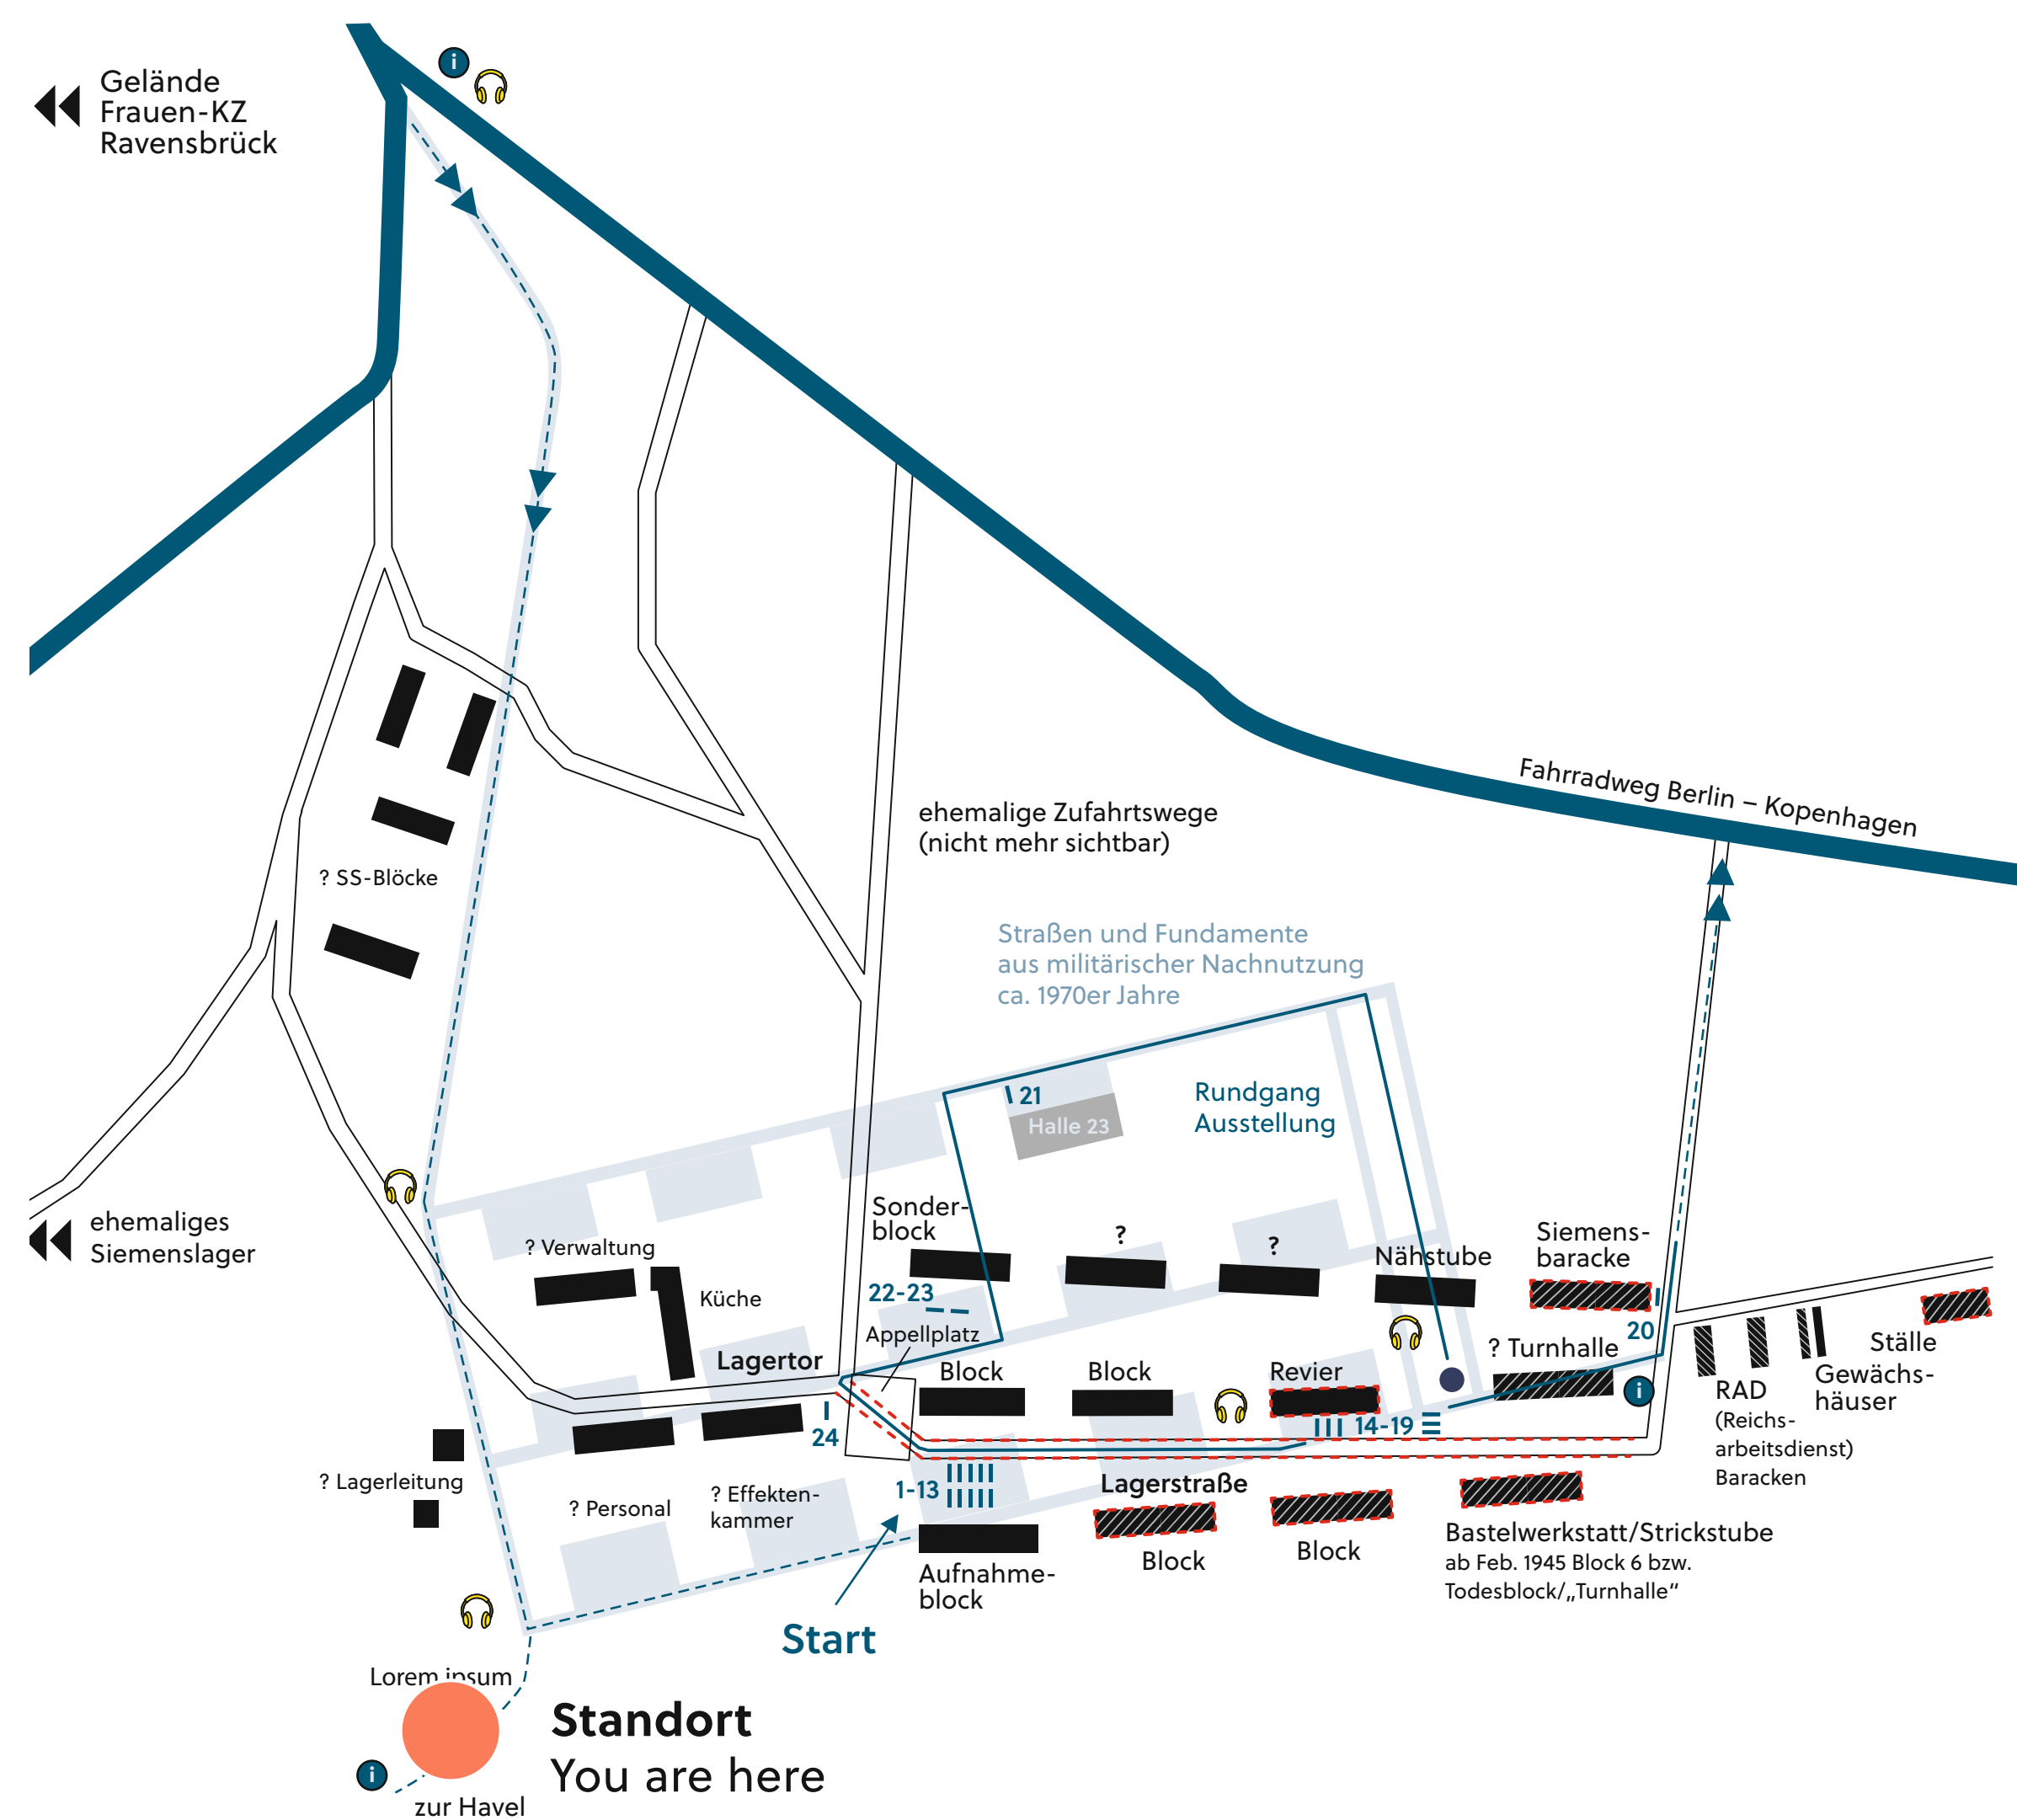 i
Gelände
Frauen-KZ
Ravensbrück
Fahrradweg Berlin – Kopenhagen
ehemalige Zufahrtswege
(nicht mehr sichtbar)
? SS-Blöcke
Straßen und Fundamente
aus militärischer Nachnutzung
ca. 1970er Jahre
21
Halle 23
Rundgang
Ausstellung
ehemaliges
Siemenslager
Sonder-
block
?
?
Nähstube
Siemens-
baracke
? Verwaltung
Küche
22-23
Appellplatz
20
? Turnhalle
Ställe
Gewächs-
häuser
Lagertor
Block
Block
Revier
i
RAD
(Reichs-
arbeitsdienst)
Baracken
24
14-19
? Lagerleitung
1-13
Lagerstraße
? Personal
? Effekten-
kammer
Aufnahme-
block
Block
Block
Bastelwerkstatt/Strickstube
ab Feb. 1945 Block 6 bzw.
Todesblock/„Turnhalle“
Start
Lorem ipsum
Standort
You are here
i
zur Havel